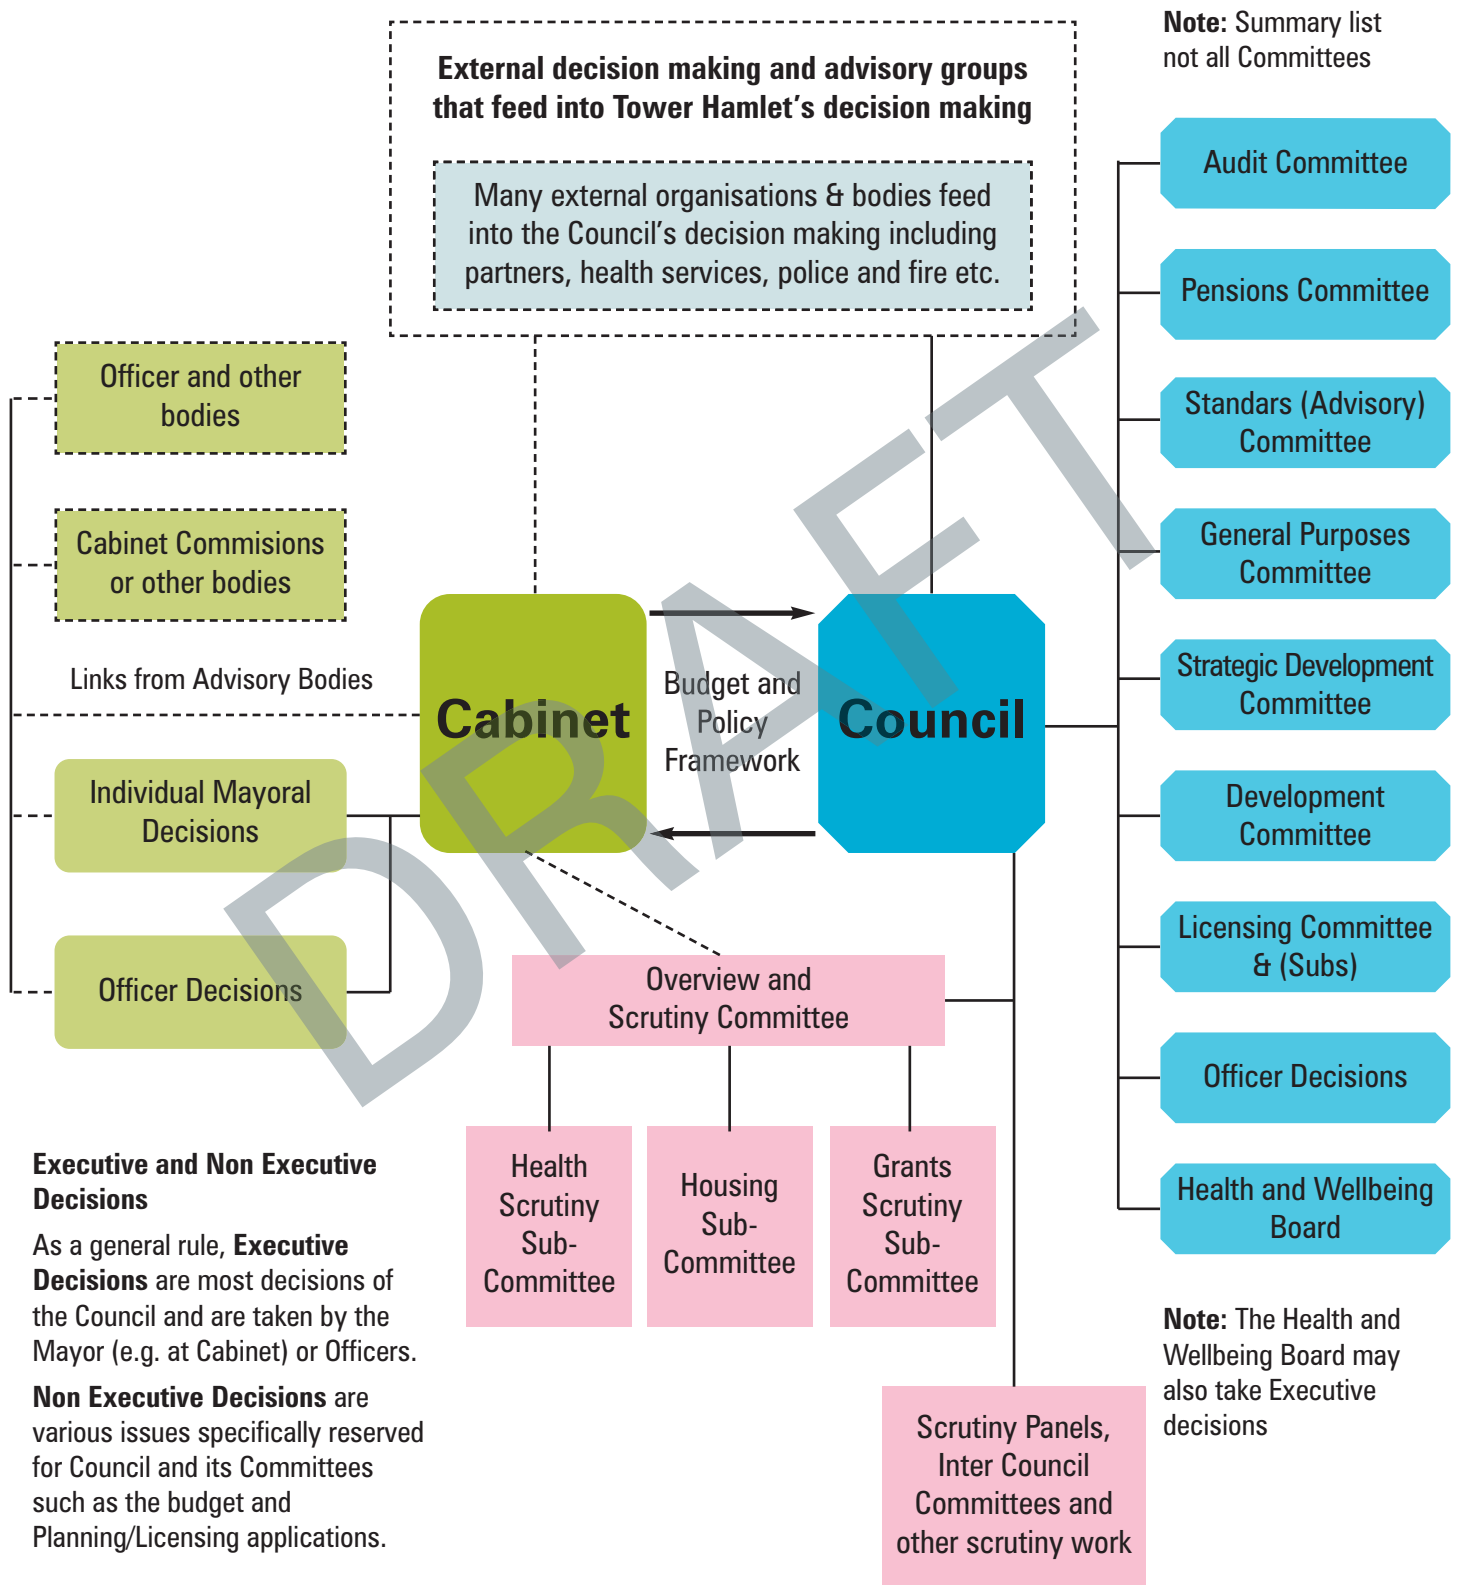 Note: Summary list
not all Committees
External decision making and advisory groups
that feed into Tower Hamlet’s decision making
Many external organisations & bodies feed
into the Council’s decision making including
partners, health services, police and fire etc.
Officer and other
bodies
Cabinet Commisions
or other bodies
Links from Advisory Bodies
Individual Mayoral
Decisions
Officer Decisions
Cabinet
Budget and
Policy
Framework
Council
Audit Committee
Pensions Committee
Standars (Advisory)
Committee
General Purposes
Committee
Strategic Development
Committee
Development
Committee
Licensing Committee
& (Subs)
Officer Decisions
Health and Wellbeing
Board
Overview and
Scrutiny Committee
Health
Scrutiny
Sub-
Committee
Housing
Sub-
Committee
Grants
Scrutiny
Sub-
Committee
Scrutiny Panels,
Inter Council
Committees and
other scrutiny work
Note: The Health and
Wellbeing Board may
also take Executive
decisions
Executive and Non Executive
Decisions
As a general rule, Executive
Decisions are most decisions of
the Council and are taken by the
Mayor (e.g. at Cabinet) or Officers.
Non Executive Decisions are
various issues specifically reserved
for Council and its Committees
such as the budget and
Planning/Licensing applications.
DRAFT